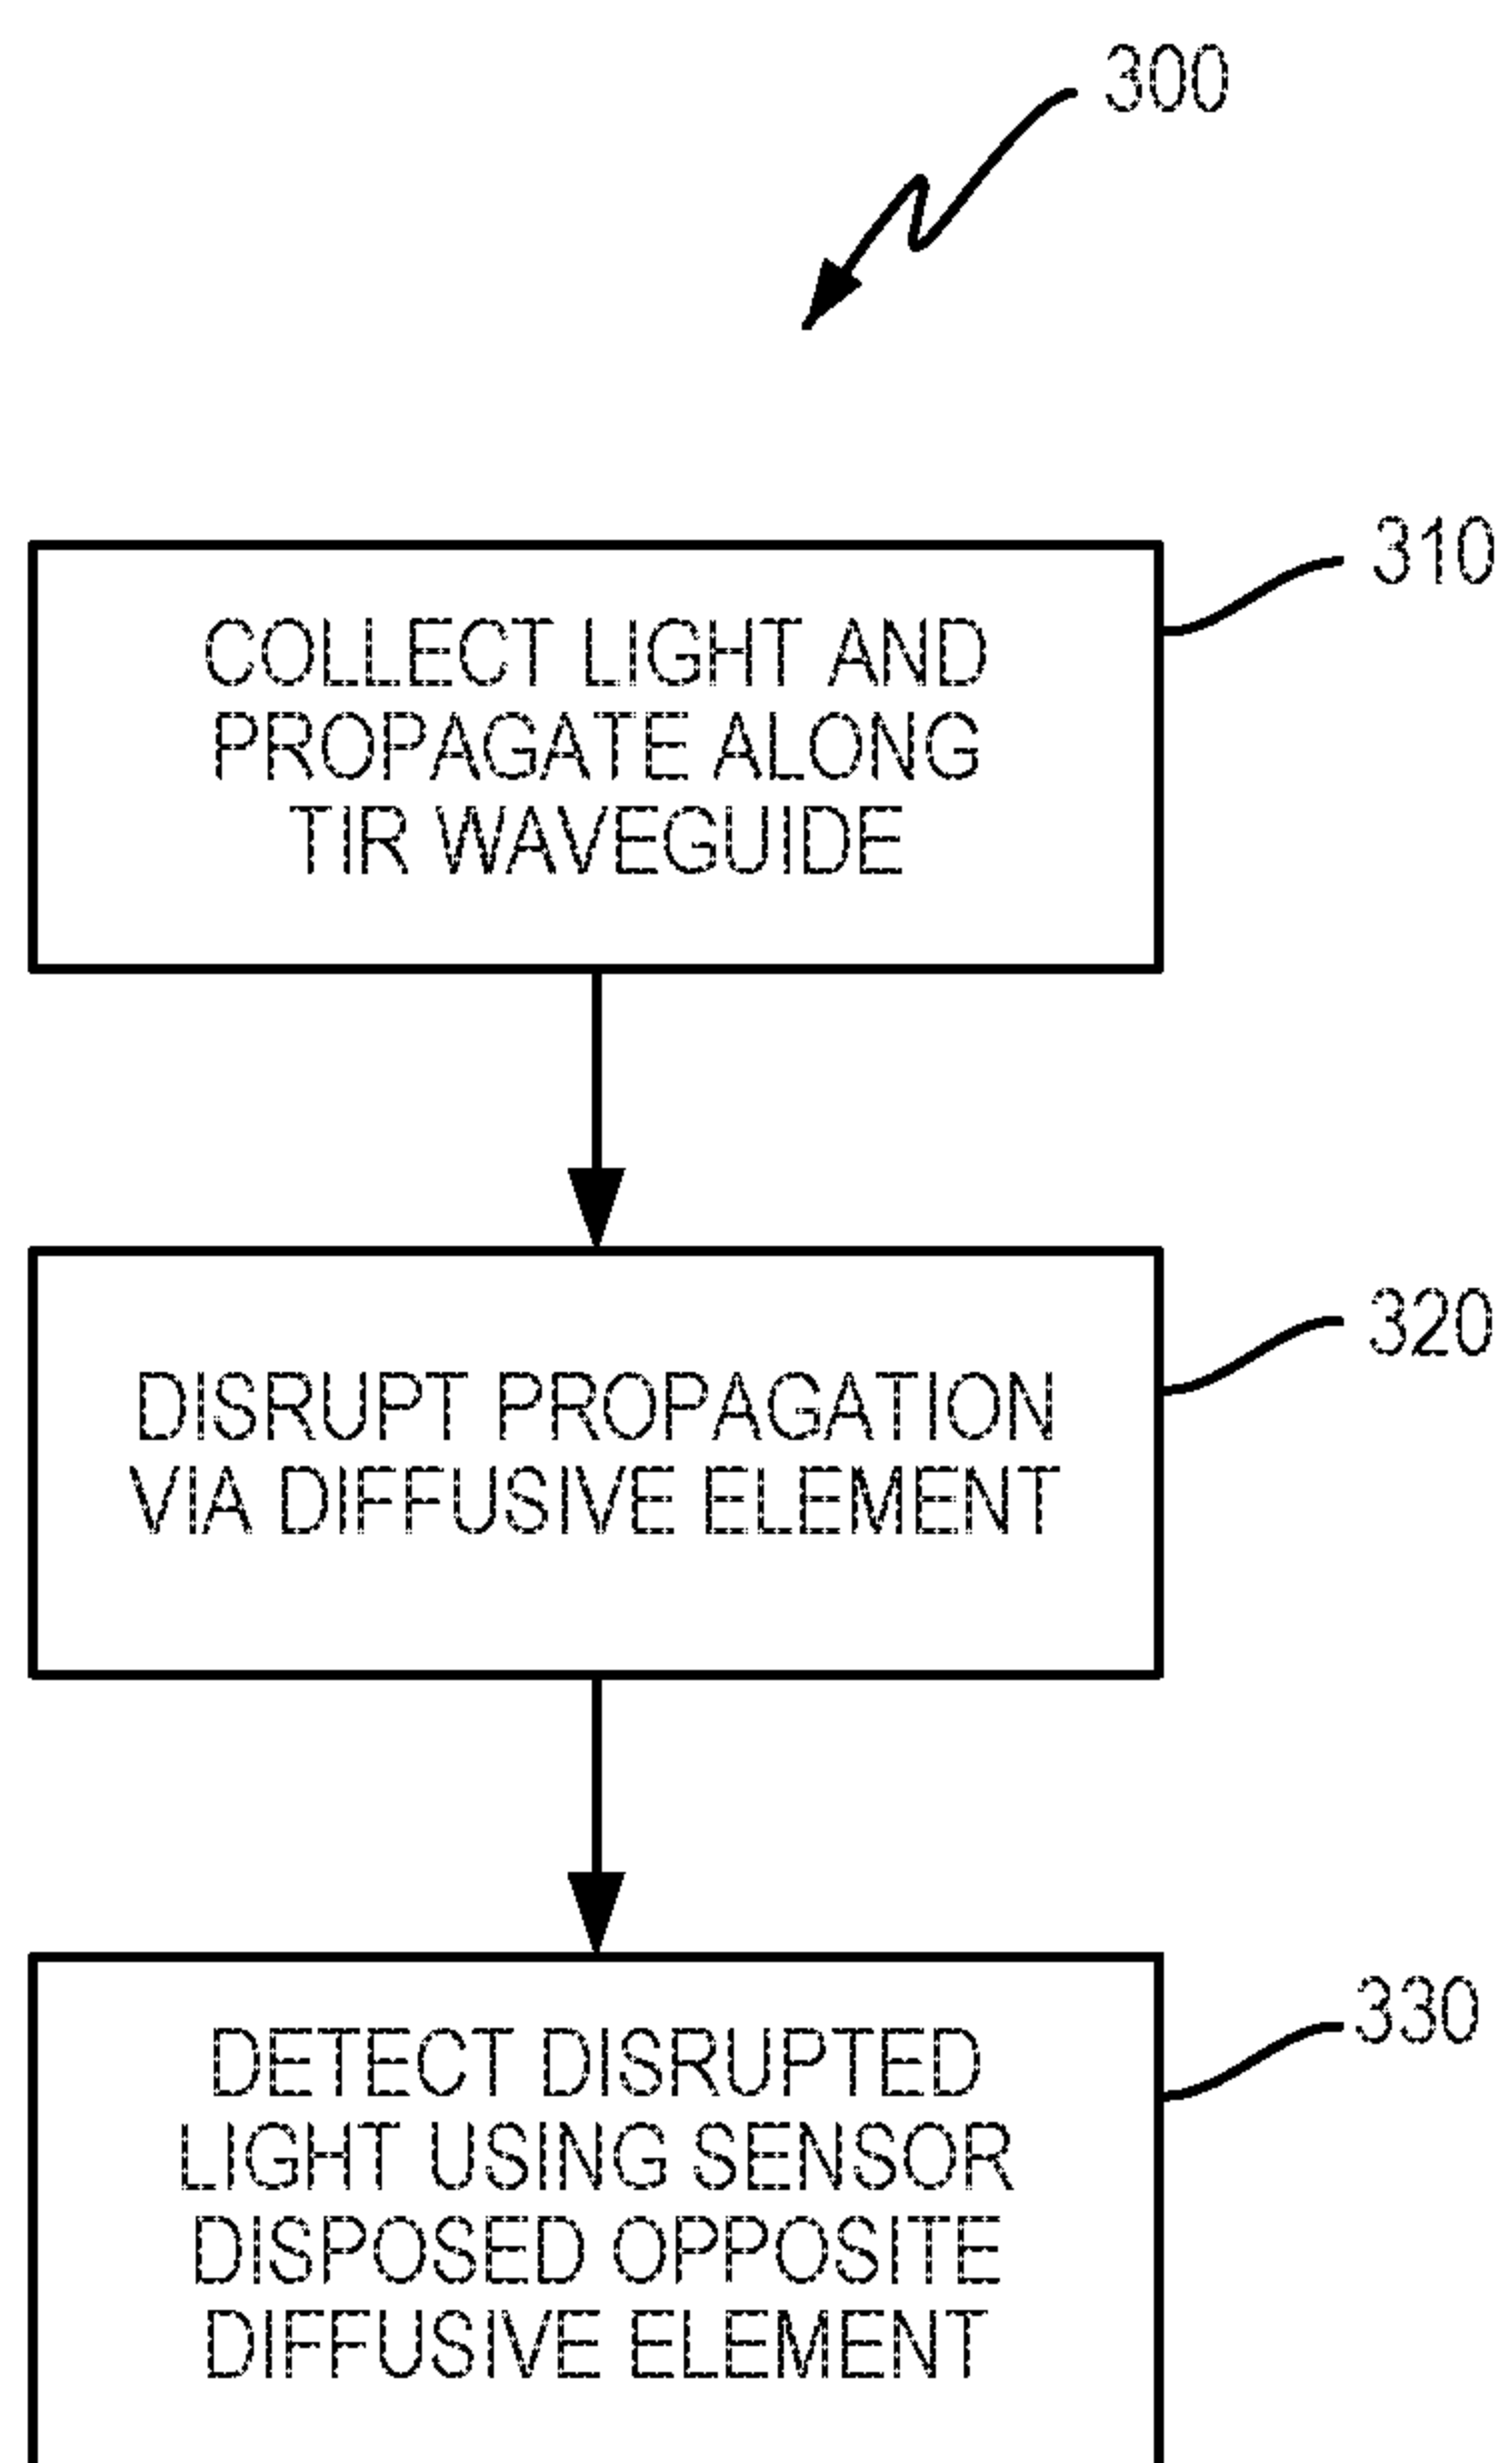 300
310
COLLECT LIGHT AND
PROPAGATE ALONG
TIR WAVEGUIDE
320
DISRUPT PROPAGATION
VIA DIFFUSIVE ELEMENT
330
DETECT DISRUPTED
LIGHT USING SENSOR
DISPOSED OPPOSITE
DIFFUSIVE ELEMENT